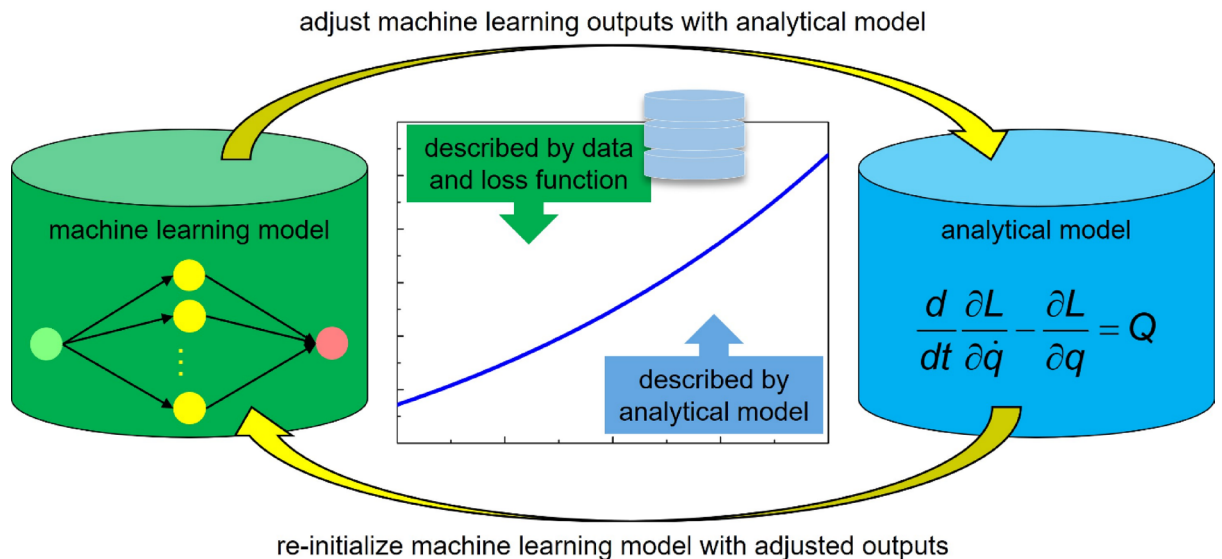 adjust machine learning outputs with analytical model
described by data
and loss function
machine learning model
analytical model
d/dt ∂L/∂q̇ − ∂L/∂q = Q
described by
analytical model
re-initialize machine learning model with adjusted outputs